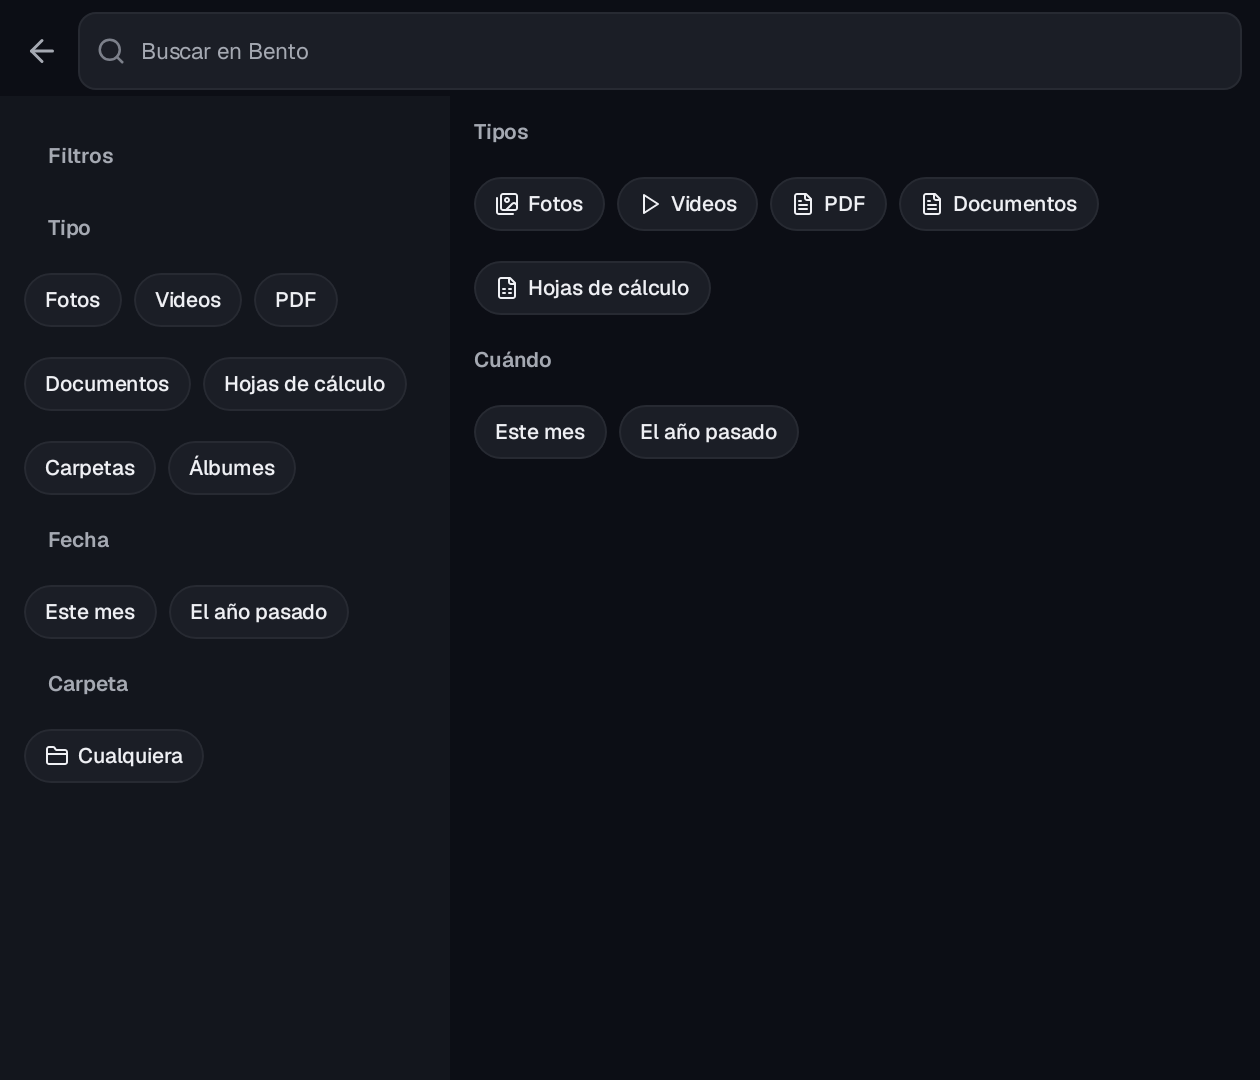 Buscar en Bento
Filtros
Tipo
Fotos Videos PDF
Documentos Hojas de cálculo
Carpetas Álbumes
Fecha
Este mes El año pasado
Carpeta
Cualquiera
Tipos
Fotos Videos PDF Documentos
Hojas de cálculo
Cuándo
Este mes El año pasado